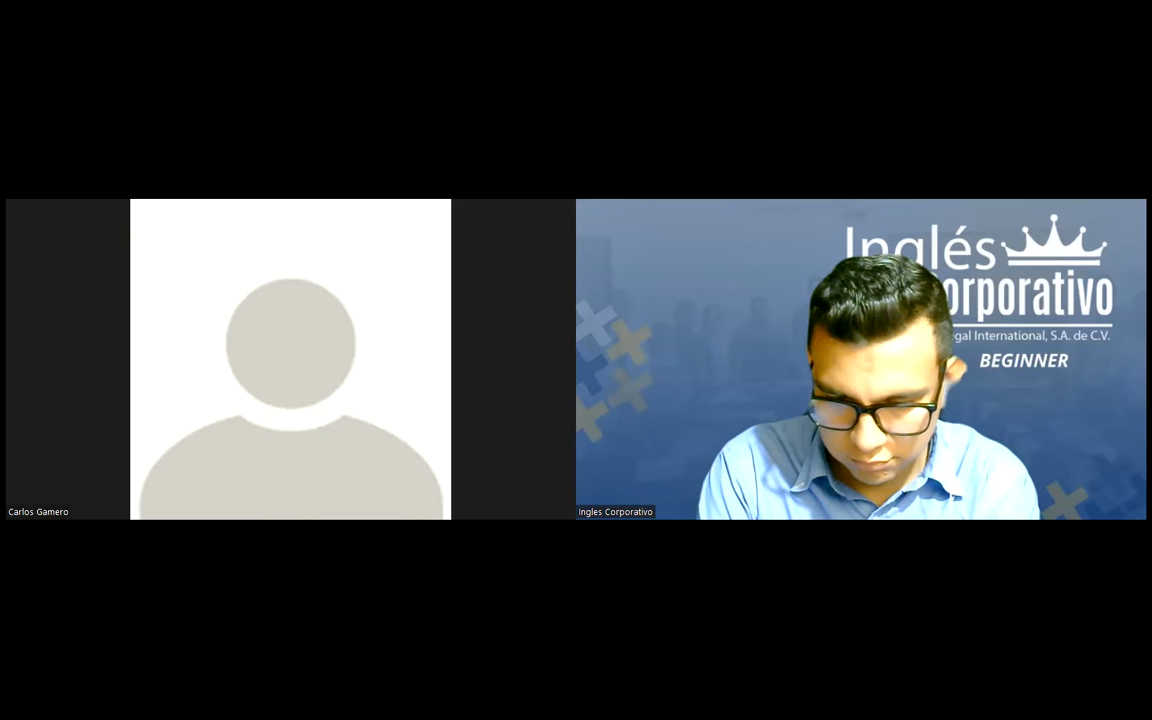 Inglés
orporativo
egal International, S.A. de C.V.
BEGINNER
Carlos Gamero
Ingles Corporativo